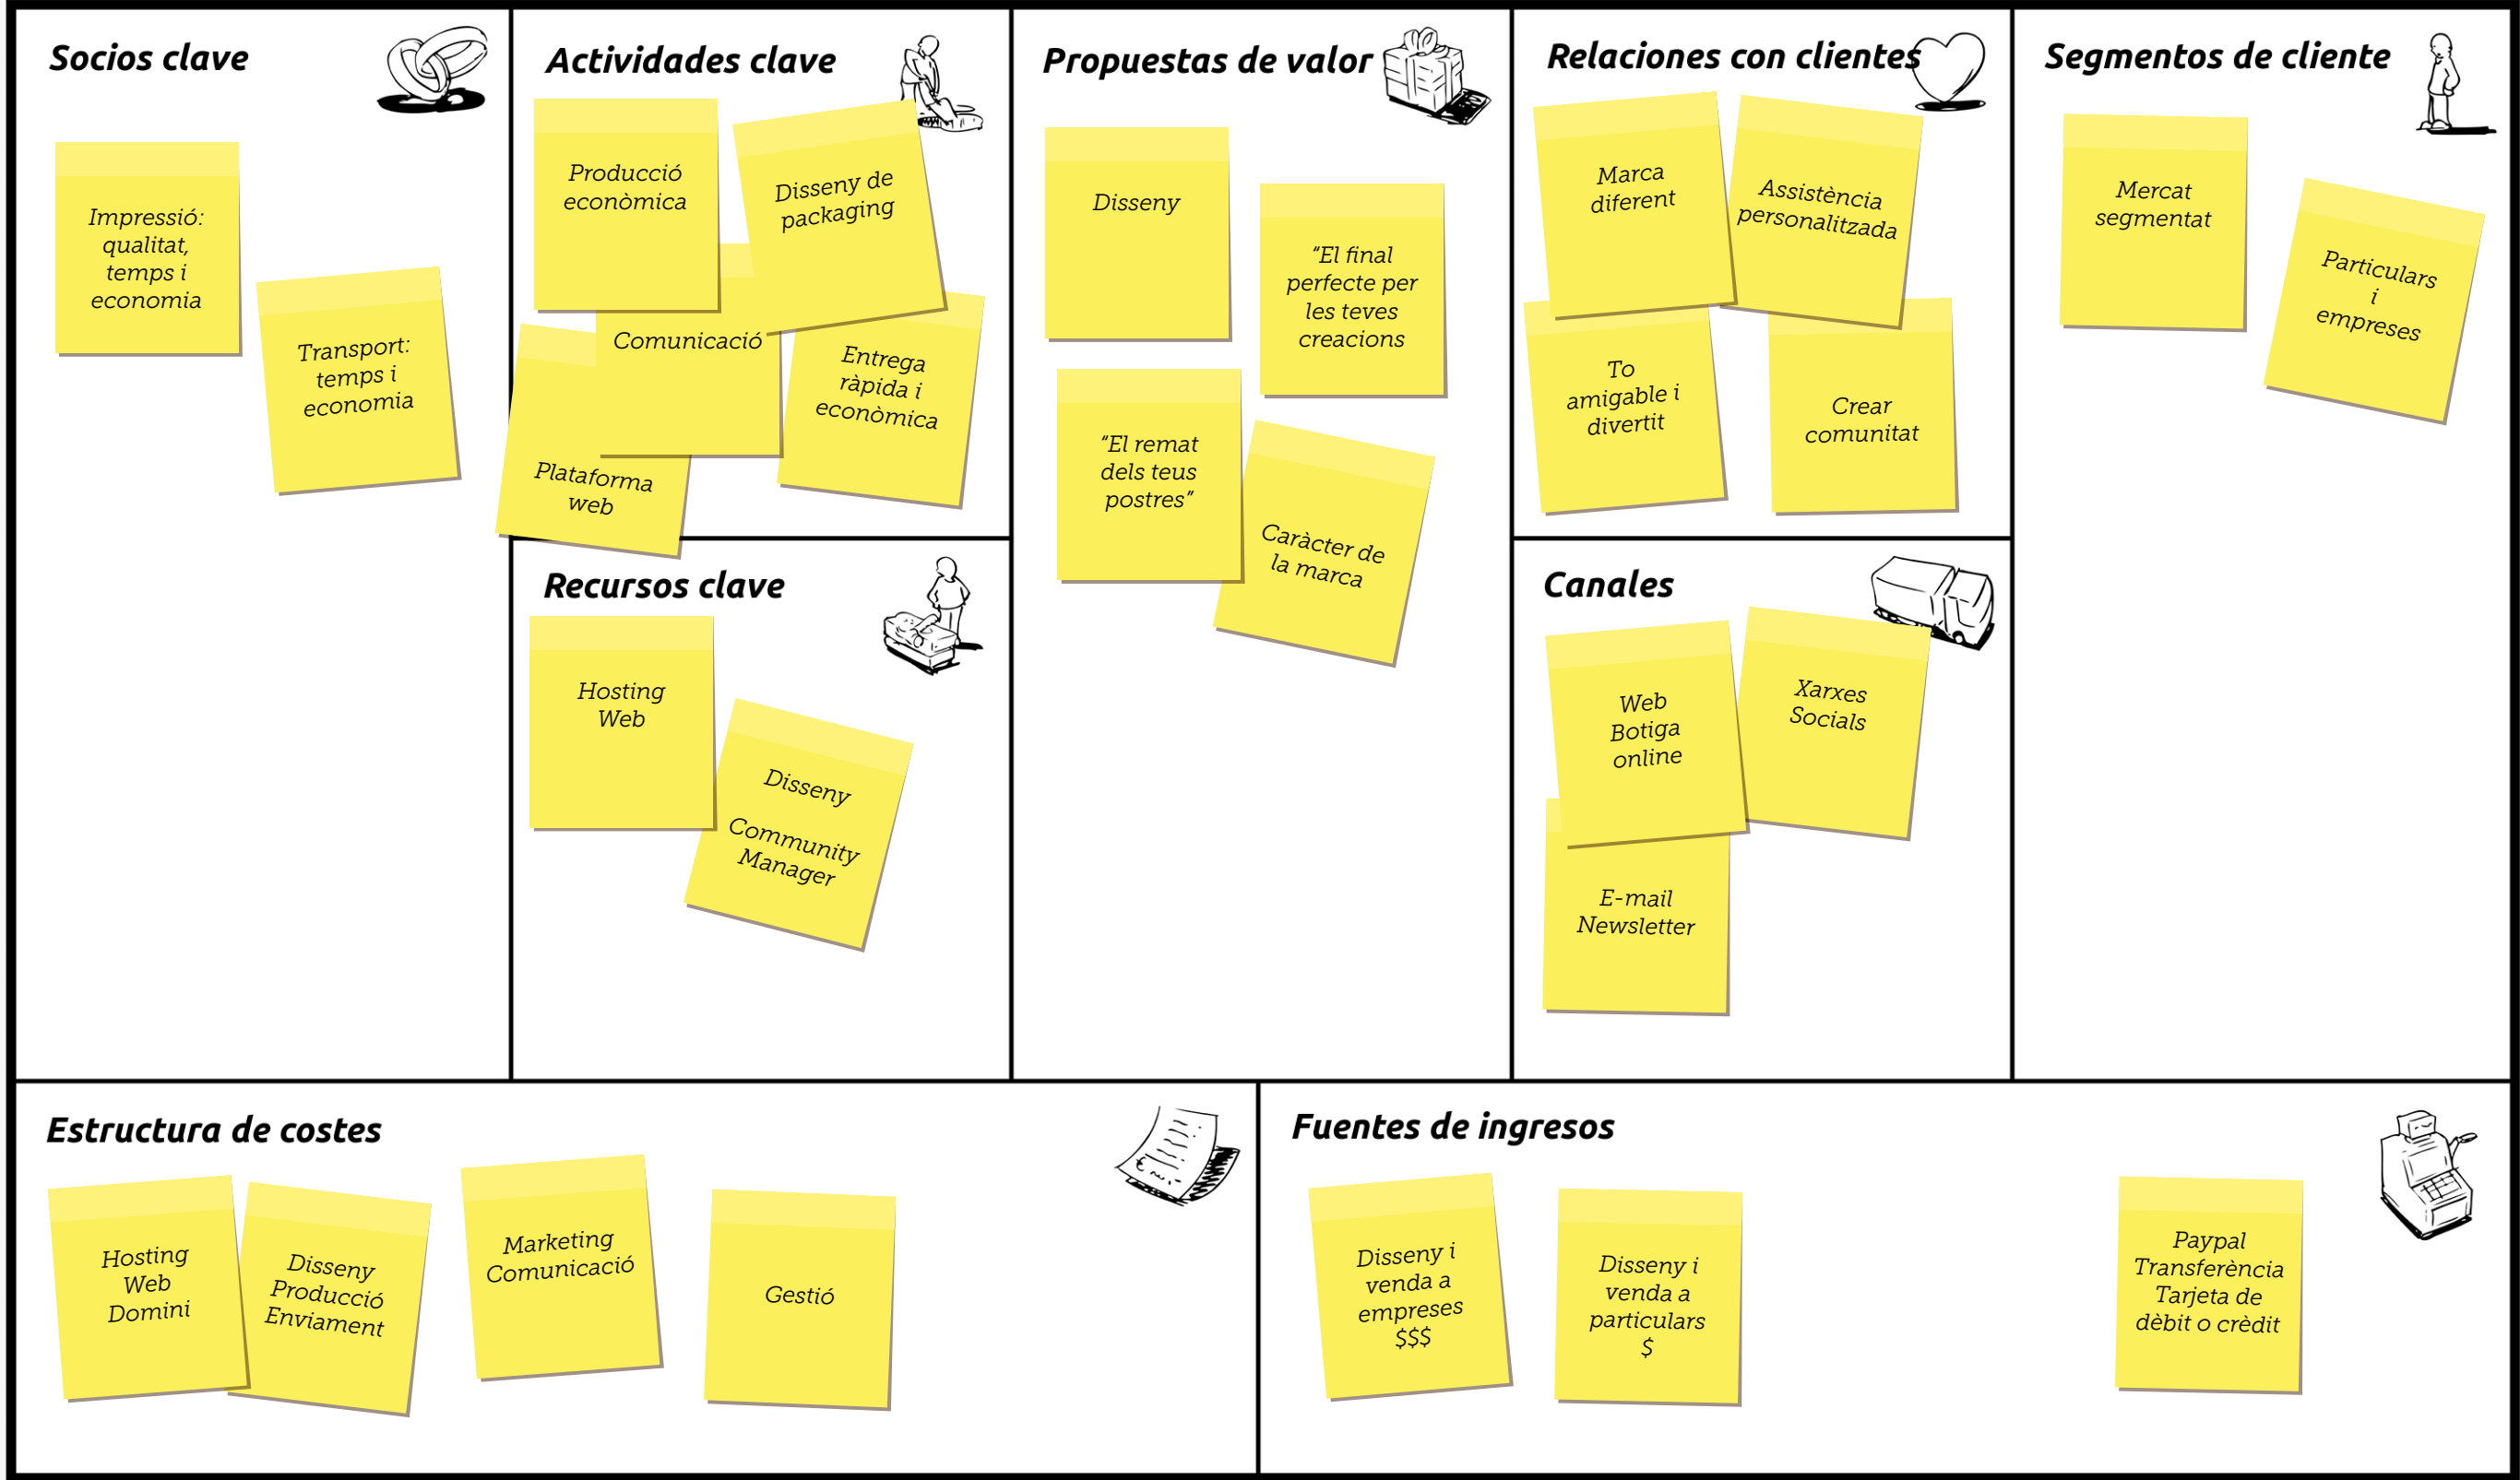 Socios clave
Impressió:
qualitat,
temps i
economia
Transport:
temps i
economia
Actividades clave
Producció
econòmica
Disseny de
packaging
Comunicació
Entrega
ràpida i
econòmica
Plataforma
web
Recursos clave
Hosting
Web
Disseny
Community
Manager
Propuestas de valor
Disseny
“El final
perfecte per
les teves
creacions
“El remat
dels teus
postres”
Caràcter de
la marca
Relaciones con clientes
Marca
diferent
Assistència
personalitzada
To
amigable i
divertit
Crear
comunitat
Canales
Web
Botiga
online
Xarxes
Socials
E-mail
Newsletter
Segmentos de cliente
Mercat
segmentat
Particulars
i
empreses
Estructura de costes
Hosting
Web
Domini
Disseny
Producció
Enviament
Marketing
Comunicació
Gestió
Fuentes de ingresos
Disseny i
venda a
empreses
$$$
Disseny i
venda a
particulars
$
Paypal
Transferència
Tarjeta de
dèbit o crèdit